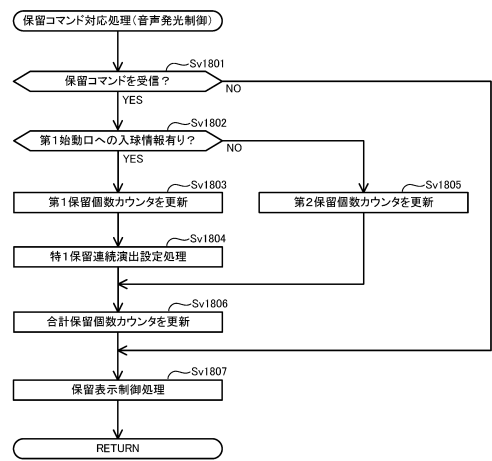 保留コマンド対応処理(音声発光制御)
Sv1801
保留コマンドを受信?
NO
YES
Sv1802
第1始動口への入球情報有り?
NO
YES
Sv1803
第1保留個数カウンタを更新
Sv1805
第2保留個数カウンタを更新
Sv1804
特1保留連続演出設定処理
Sv1806
合計保留個数カウンタを更新
Sv1807
保留表示制御処理
RETURN